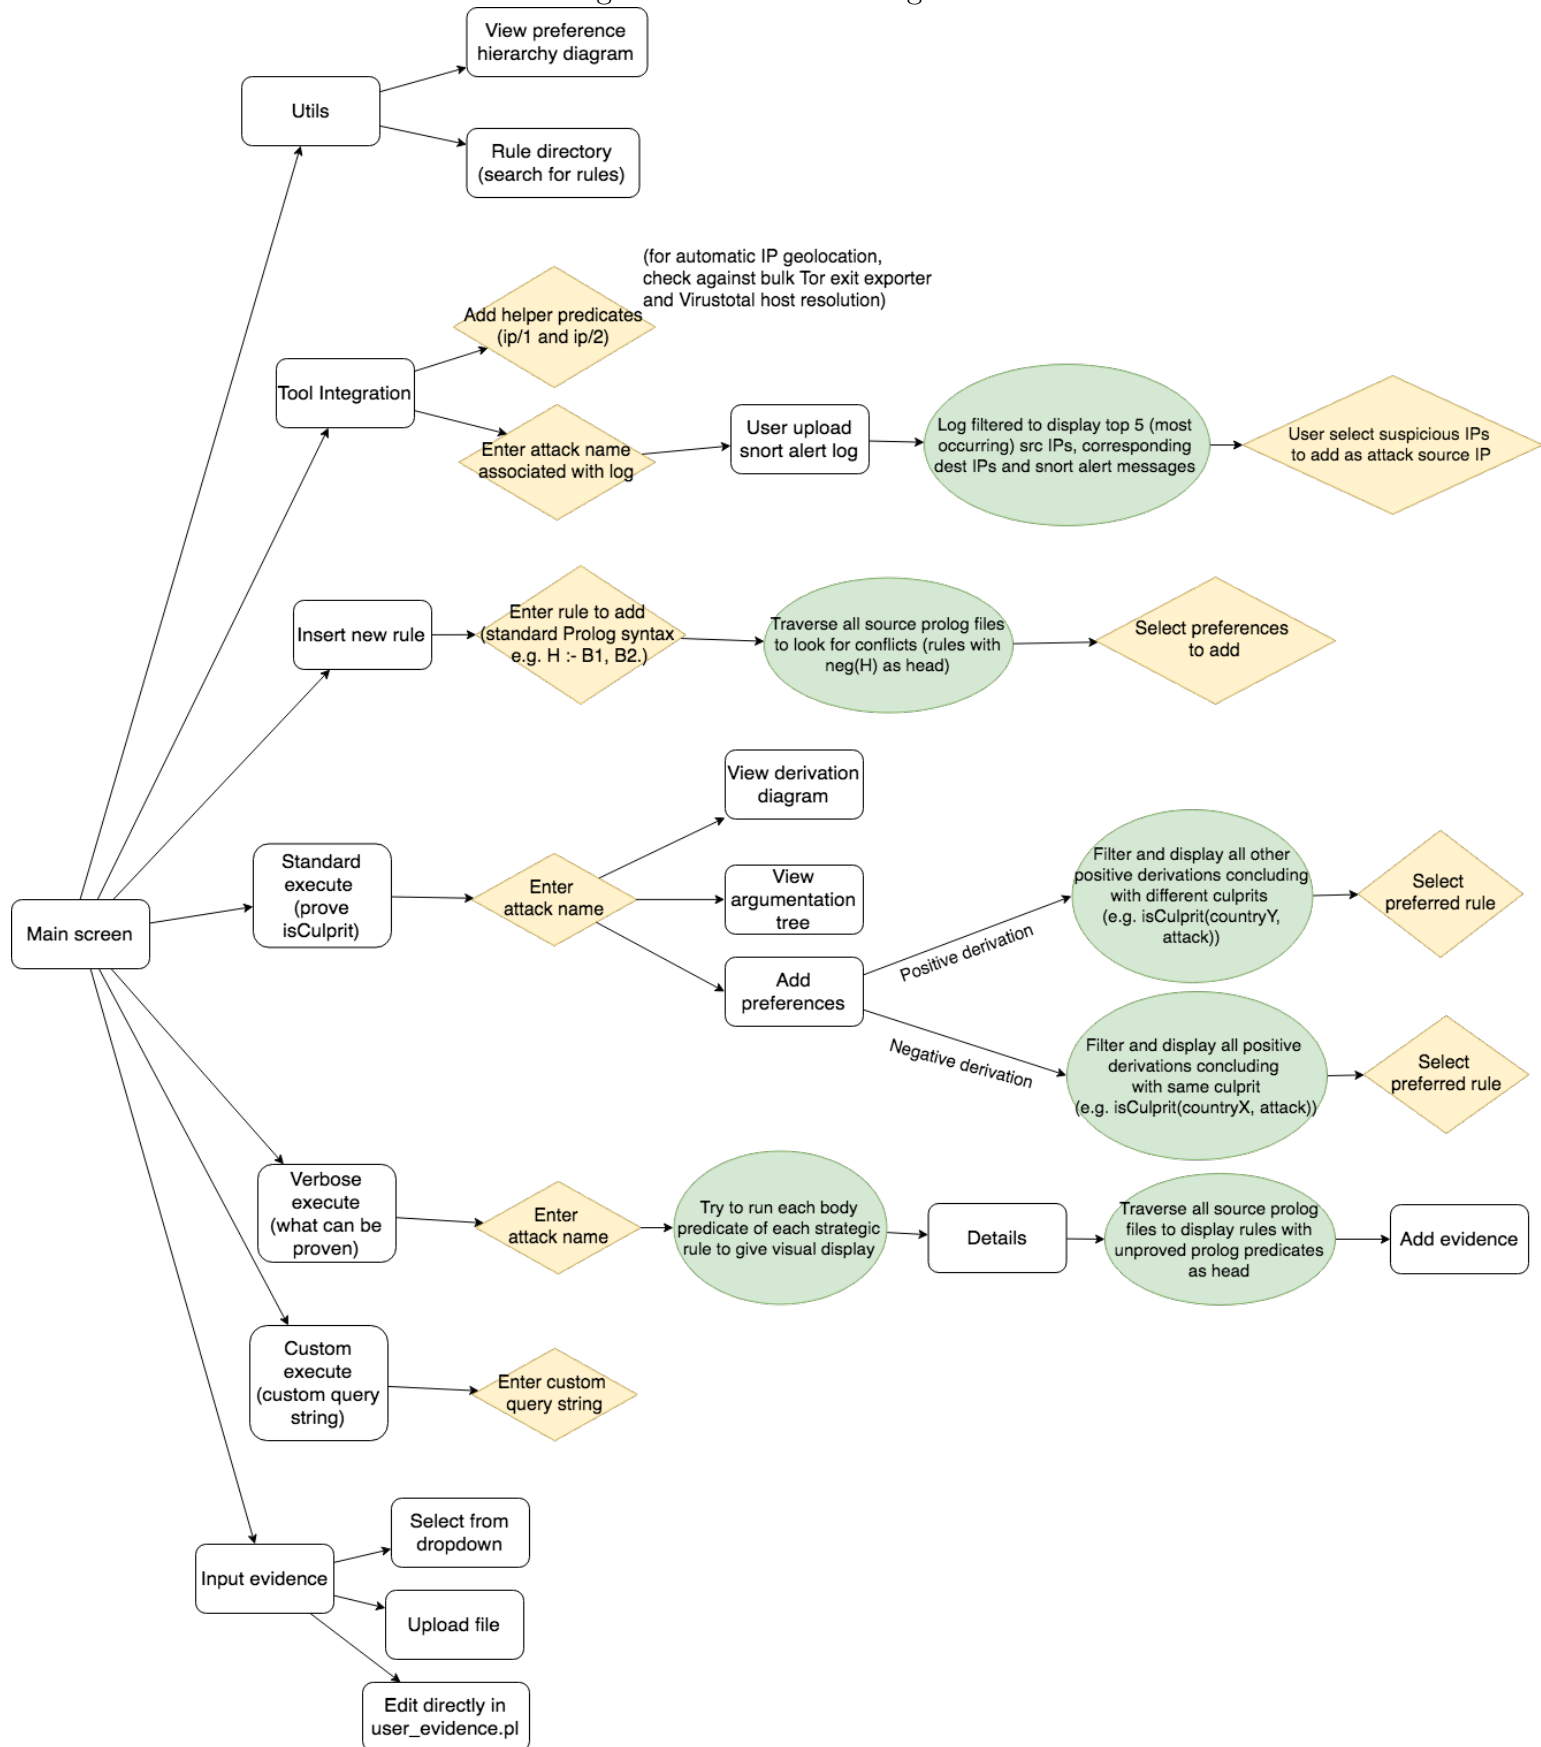 View preference
hierarchy diagram
Utils
Rule directory
(search for rules)
(for automatic IP geolocation,
check against bulk Tor exit exporter
and Virustotal host resolution)
Add helper predicates
(ip/1 and ip/2)
Tool Integration
Enter attack name
associated with log
User upload
snort alert log
Log filtered to display top 5 (most
occurring) src IPs, corresponding
dest IPs and snort alert messages
User select suspicious IPs
to add as attack source IP
Insert new rule
Enter rule to add
(standard Prolog syntax
e.g. H :- B1, B2.)
Traverse all source prolog files
to look for conflicts (rules with
neg(H) as head)
Select preferences
to add
View derivation
diagram
Standard
execute
(prove
isCulprit)
Enter
attack name
View
argumentation
tree
Filter and display all other
positive derivations concluding
with different culprits
(e.g. isCulprit(countryY,
attack))
Select
preferred rule
Main screen
Positive derivation
Add
preferences
Negative derivation
Filter and display all positive
derivations concluding
with same culprit
(e.g. isCulprit(countryX, attack))
Select
preferred rule
Verbose
execute
(what can be
proven)
Enter
attack name
Try to run each body
predicate of each strategic
rule to give visual display
Details
Traverse all source prolog
files to display rules with
unproved prolog predicates
as head
Add evidence
Custom
execute
(custom query
string)
Enter custom
query string
Select from
dropdown
Input evidence
Upload file
Edit directly in
user_evidence.pl